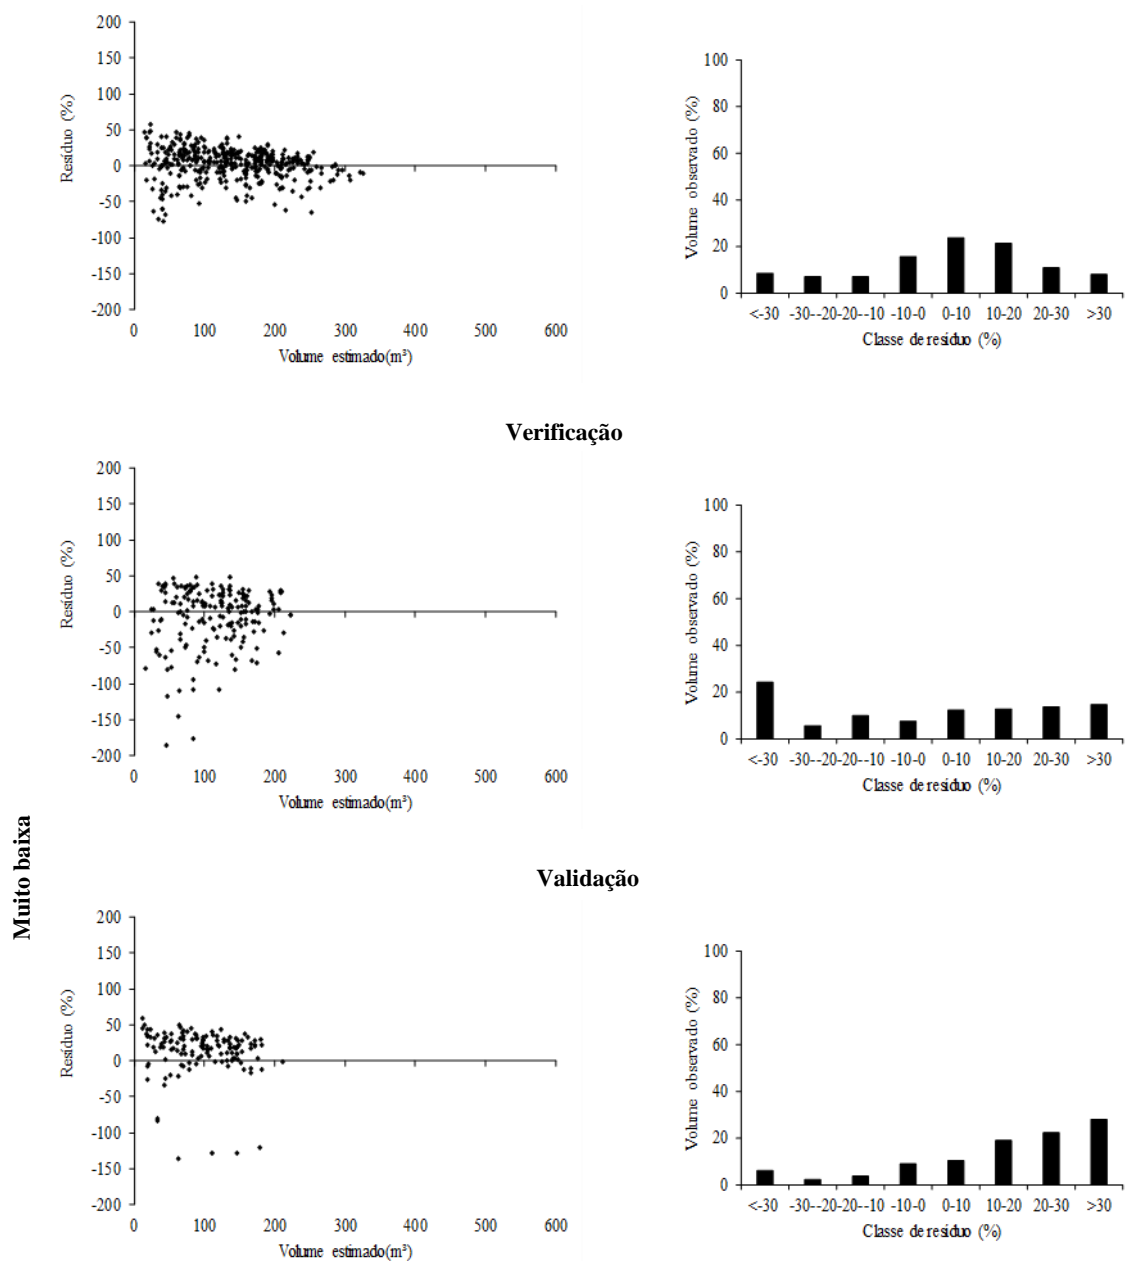 200
150
100
50
0
-50
-100
-150
-200
Resíduo (%)
0 100 200 300 400 500 600
Volume estimado(m³)
100
80
60
40
20
0
Volume observado (%)
<-30 -30--20 -20--10 -10-0 0-10 10-20 20-30 >30
Classe de resíduo (%)
Verificação
200
150
100
50
0
-50
-100
-150
-200
Resíduo (%)
0 100 200 300 400 500 600
Volume estimado(m³)
100
80
60
40
20
0
Volume observado (%)
<-30 -30--20 -20--10 -10-0 0-10 10-20 20-30 >30
Classe de resíduo (%)
Muito baixa
Validação
200
150
100
50
0
-50
-100
-150
-200
Resíduo (%)
0 100 200 300 400 500 600
Volume estimado(m³)
100
80
60
40
20
0
Volume observado (%)
<-30 -30--20 -20--10 -10-0 0-10 10-20 20-30 >30
Classe de resíduo (%)